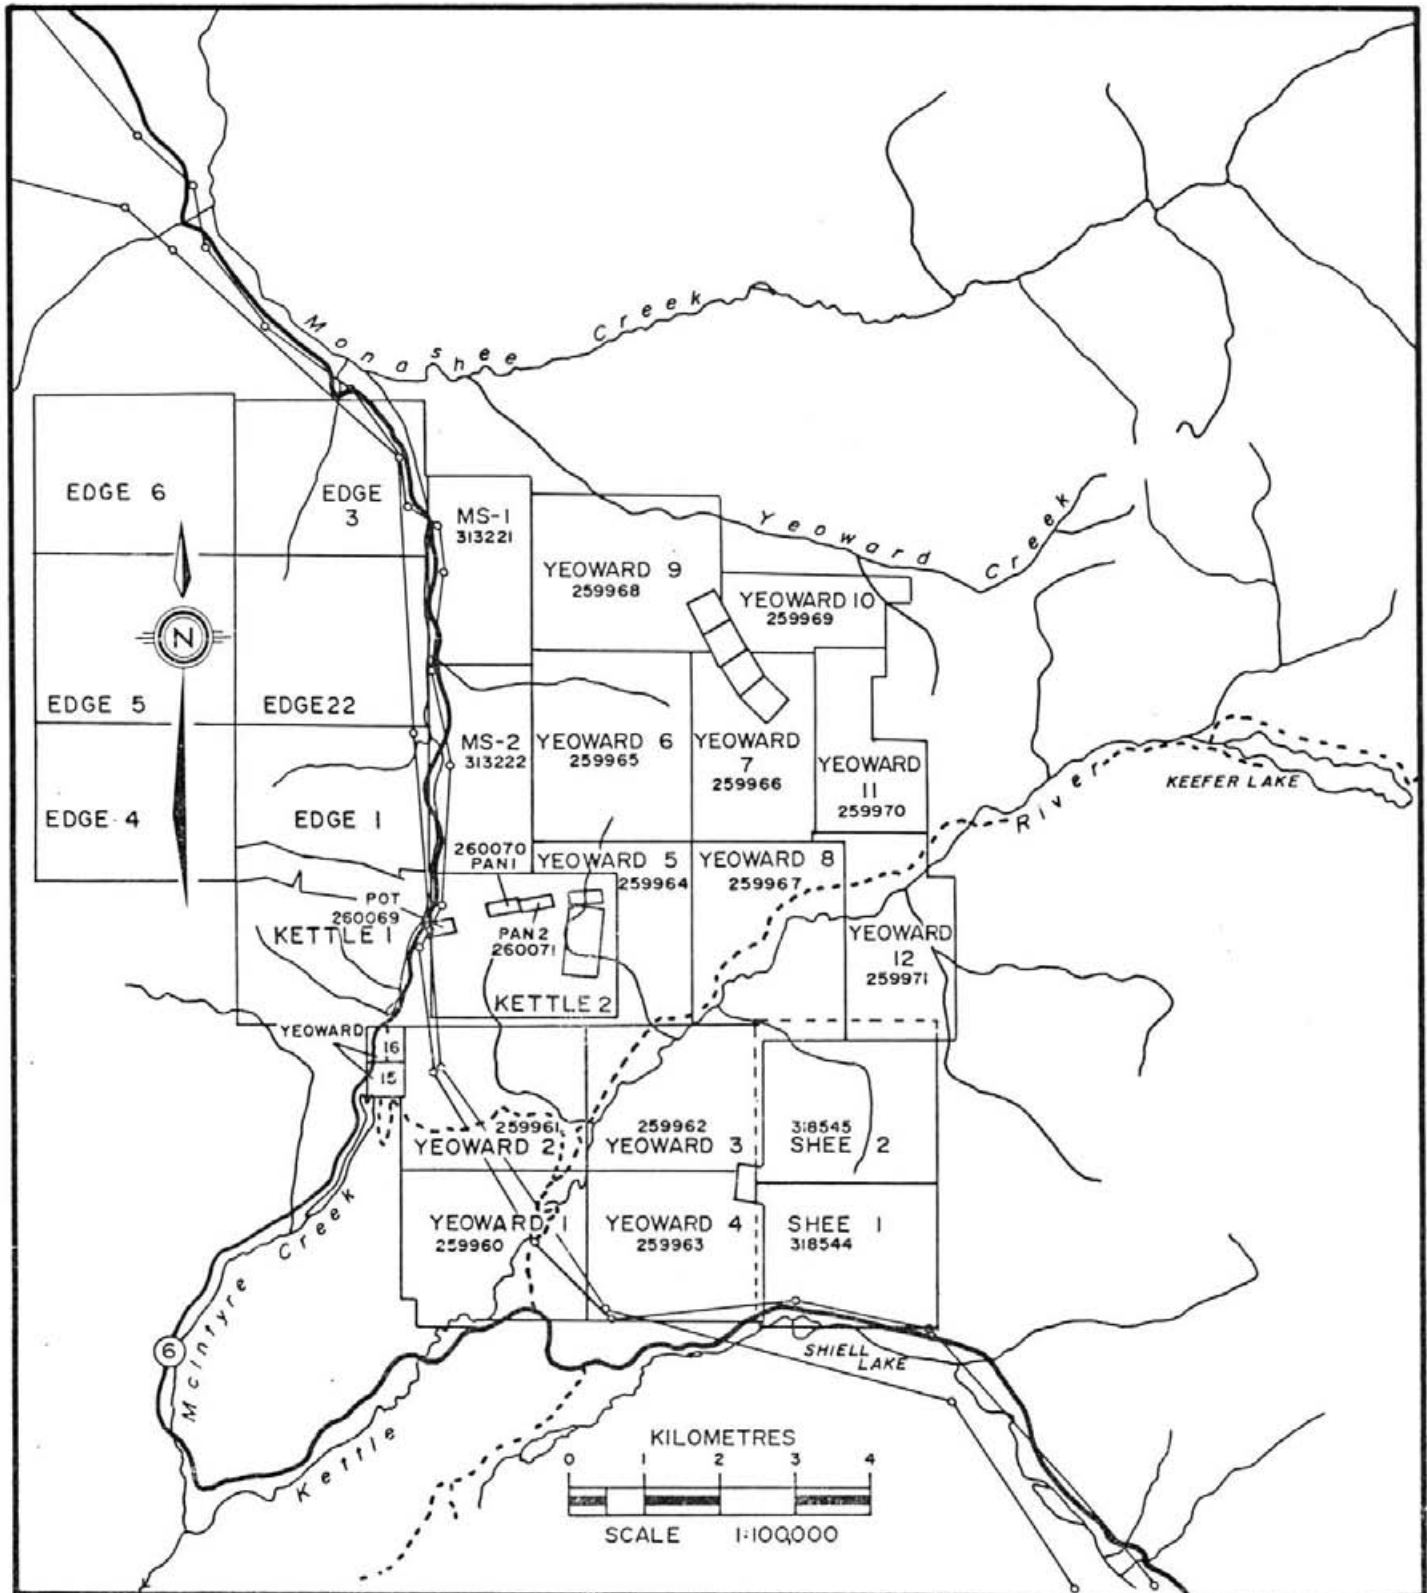 Monashee Creek
EDGE 6
EDGE
3
MS-1
313221
Yeoward Creek
YEOWARD 9
259968
YEOWARD 10
259969
N
EDGE 5
EDGE22
MS-2
313222
YEOWARD 6
259965
YEOWARD
7
259966
YEOWARD
11
259970
KEEFER LAKE
River
EDGE 4
EDGE 1
260070
PAN1
YEOWARD 5
259964
YEOWARD 8
259967
POT
260069
KETTLE 1
PAN 2
260071
KETTLE 2
YEOWARD
12
259971
YEOWARD
16
15
259961
YEOWARD 2
259962
YEOWARD 3
318545
SHEE 2
YEOWARD 1
259960
YEOWARD 4
259963
SHEE 1
318544
McIntyre Creek
6
SHIELL
LAKE
Kettle
KILOMETRES
0 1 2 3 4
SCALE 1:100,000